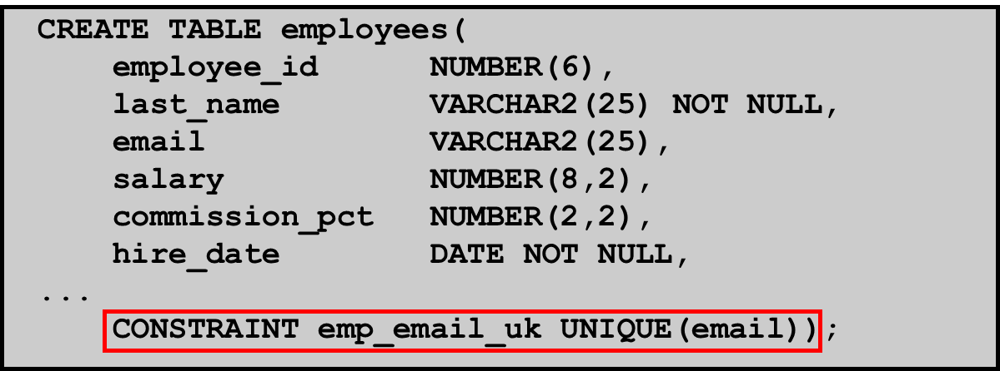 CREATE TABLE employees(
employee_id NUMBER(6),
last_name VARCHAR2(25) NOT NULL,
email VARCHAR2(25),
salary NUMBER(8,2),
commission_pct NUMBER(2,2),
hire_date DATE NOT NULL,
...
CONSTRAINT emp_email_uk UNIQUE(email));